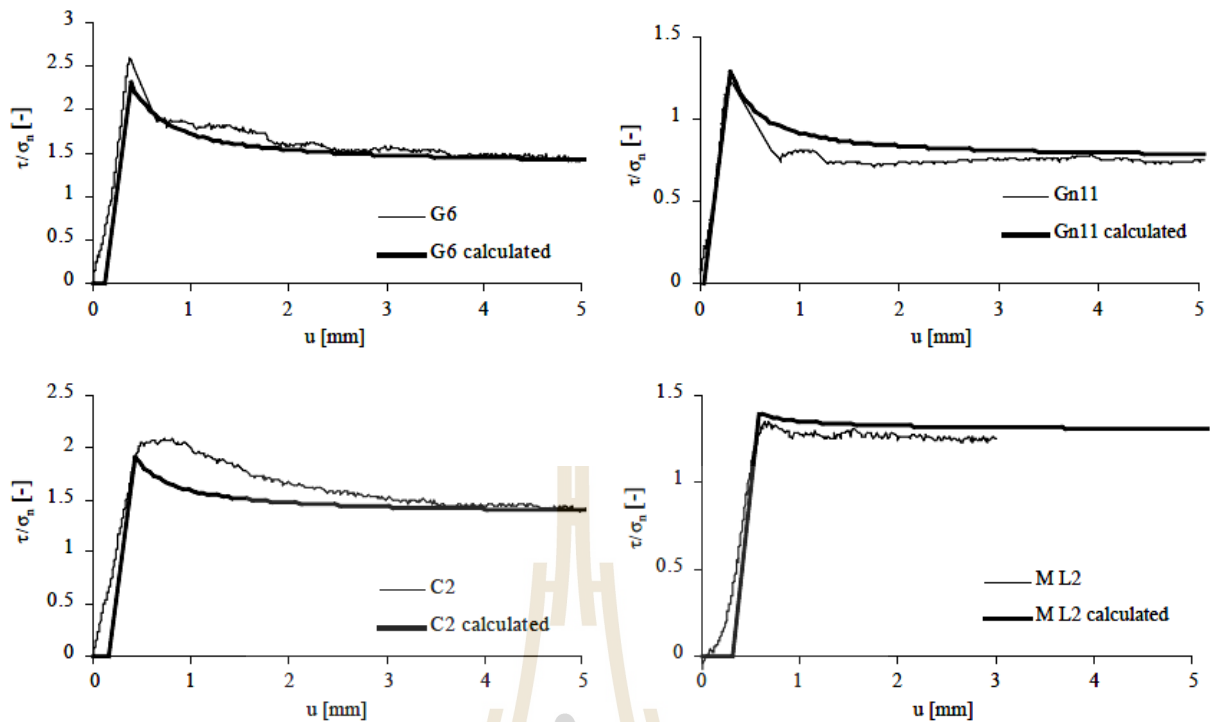 3
2.5
2
1.5
1
0.5
0
τ/σn [-]
0 1 2 3 4 5
u [mm]
G6
G6 calculated
1.5
1
0.5
0
τ/σn [-]
0 1 2 3 4 5
u [mm]
Gn11
Gn11 calculated
2.5
2
1.5
1
0.5
0
τ/σn [-]
0 1 2 3 4 5
u [mm]
C2
C2 calculated
1.5
1
0.5
0
τ/σn [-]
0 1 2 3 4 5
u [mm]
M L2
M L2 calculated